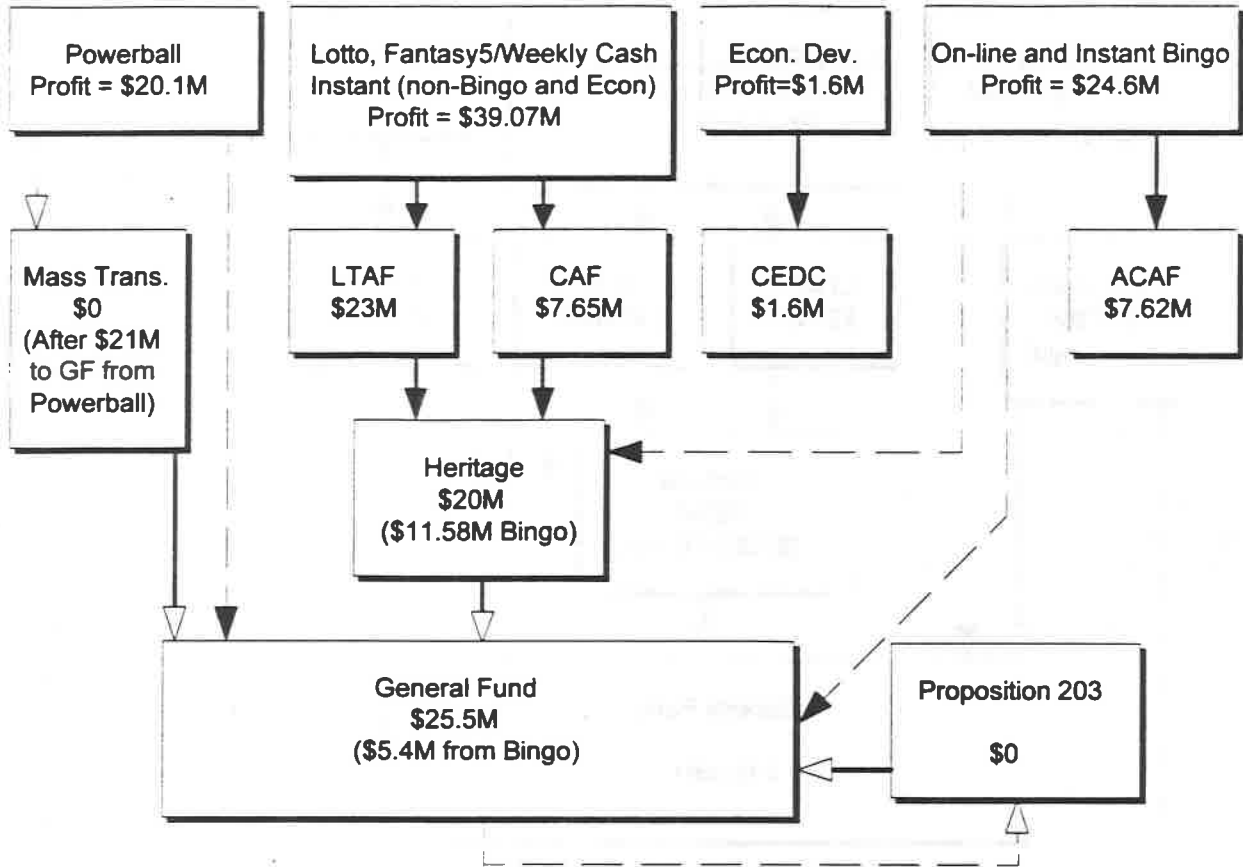 Powerball
Profit = $20.1M
Lotto, Fantasy5/Weekly Cash
Instant (non-Bingo and Econ)
Profit = $39.07M
Econ. Dev.
Profit=$1.6M
On-line and Instant Bingo
Profit = $24.6M
Mass Trans.
$0
(After $21M
to GF from
Powerball)
LTAF
$23M
CAF
$7.65M
CEDC
$1.6M
ACAF
$7.62M
Heritage
$20M
($11.58M Bingo)
General Fund
$25.5M
($5.4M from Bingo)
Proposition 203
$0